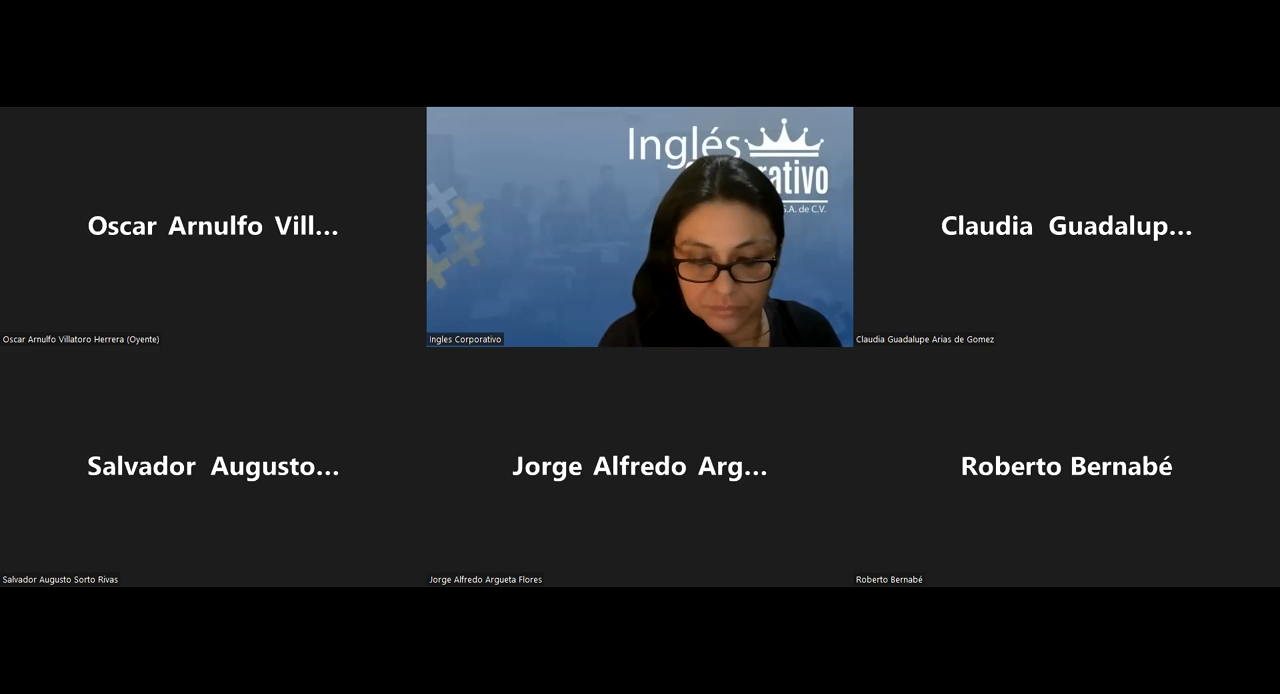 Oscar Arnulfo Vill...
Oscar Arnulfo Villatoro Herrera (Oyente)
Inglés
rativo
S.A. de C.V.
Ingles Corporativo
Claudia Guadalup...
Claudia Guadalupe Arias de Gomez
Salvador Augusto...
Salvador Augusto Sorto Rivas
Jorge Alfredo Arg...
Jorge Alfredo Argueta Flores
Roberto Bernabé
Roberto Bernabé